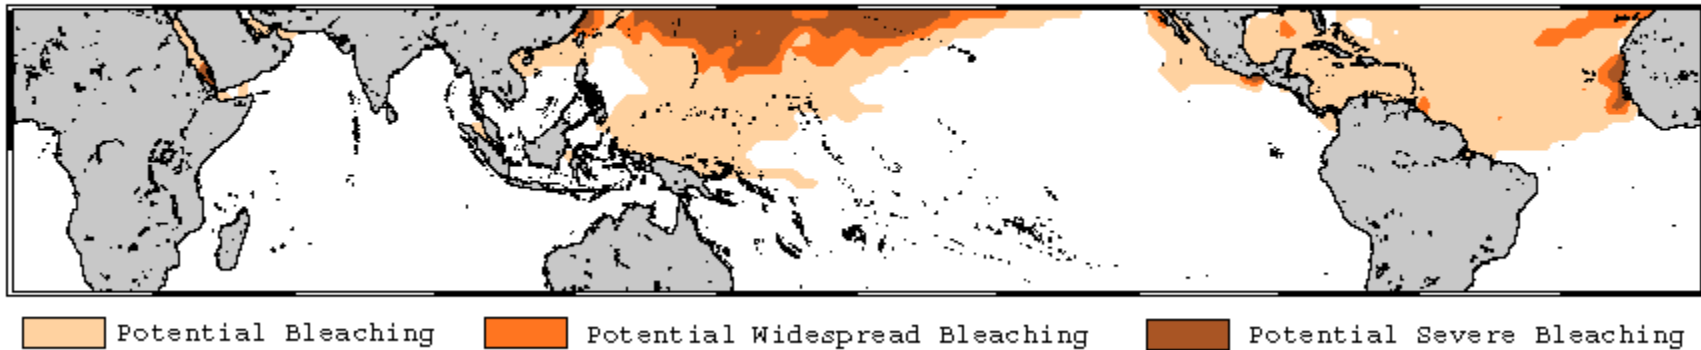 Potential Bleaching
Potential Widespread Bleaching
Potential Severe Bleaching